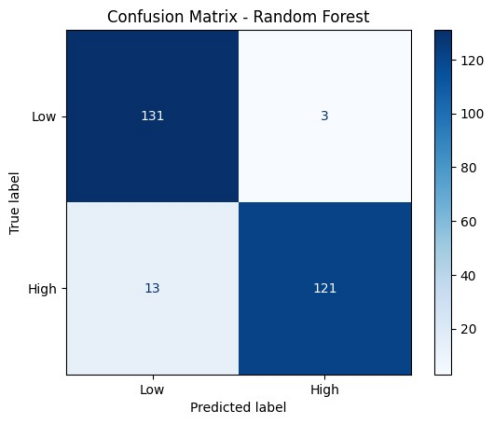 Confusion Matrix - Random Forest
Low
131
3
High
13
121
Low
High
True label
Predicted label
120
100
80
60
40
20